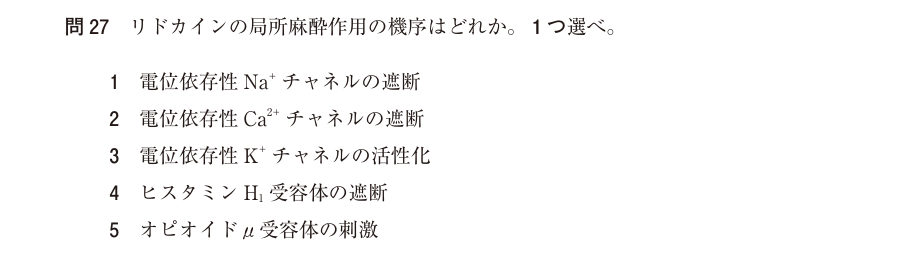 問 27 リドカインの局所麻酔作用の機序はどれか。1つ選べ。
1 電位依存性 Na⁺ チャネルの遮断
2 電位依存性 Ca²⁺ チャネルの遮断
3 電位依存性 K⁺ チャネルの活性化
4 ヒスタミン H₁ 受容体の遮断
5 オピオイド μ 受容体の刺激